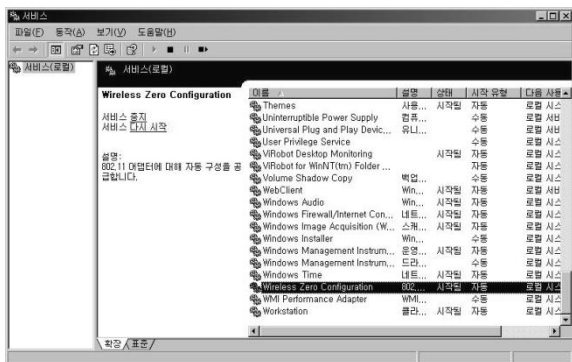 서비스
파일(F) 동작(A) 보기(V) 도움말(H)
서비스(로컬)
서비스(로컬)
Wireless Zero Configuration
서비스 중지
서비스 다시 시작
설명:
802.11 어댑터에 대해 자동 구성을 공
급합니다.
이름 설명 상태 시작 유형 다음 사용
Themes 사용... 시작됨 자동 로컬 시스
Uninterruptible Power Supply 컴퓨... 수동 로컬 서비
Universal Plug and Play Devic... 유니... 수동 로컬 서비
User Privilege Service 수동 로컬 시스
ViRobot Desktop Monitoring 시작됨 자동 로컬 시스
ViRobot for WinNT(tm) Folder ... 자동 로컬 시스
Volume Shadow Copy 백업... 수동 로컬 시스
WebClient Win... 시작됨 자동 로컬 서비
Windows Audio Win... 시작됨 자동 로컬 시스
Windows Firewall/Internet Con... 네트... 시작됨 자동 로컬 시스
Windows Image Acquisition (W... 스캐... 시작됨 자동 로컬 시스
Windows Installer Win... 수동 로컬 시스
Windows Management Instrum... 운영... 시작됨 자동 로컬 시스
Windows Management Instrum... 드라... 수동 로컬 시스
Windows Time 네트... 시작됨 자동 로컬 시스
Wireless Zero Configuration 802.... 시작됨 자동 로컬 시스
WMI Performance Adapter WMI... 수동 로컬 시스
Workstation 클라... 시작됨 자동 로컬 시스
확장 표준